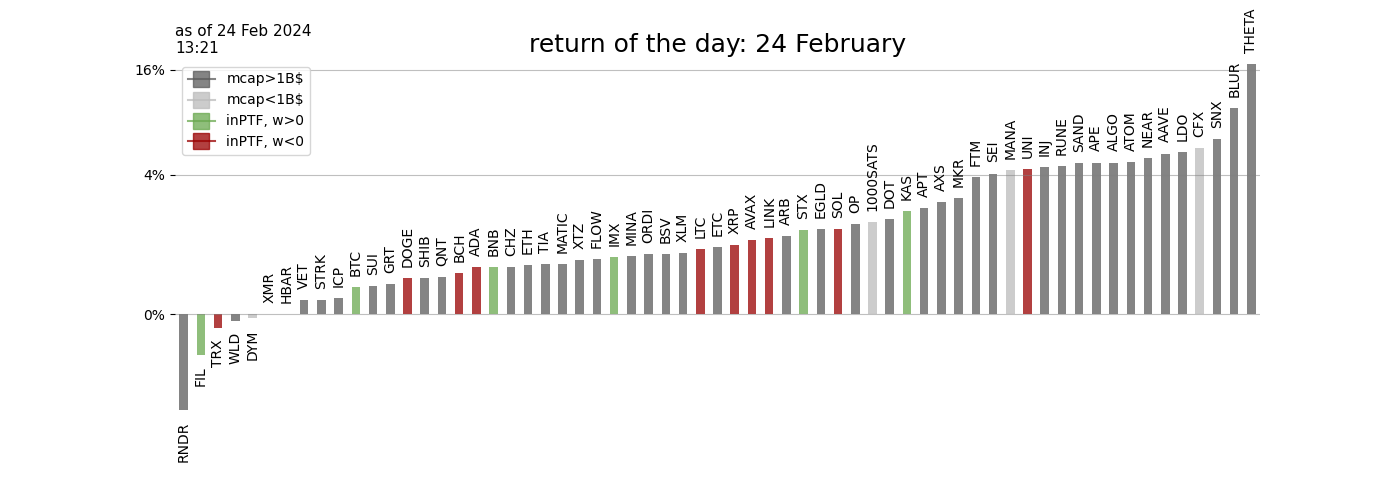 as of 24 Feb 2024
13:21
return of the day: 24 February
mcap>1B$
mcap<1B$
inPTF, w>0
inPTF, w<0
16%
4%
0%
RNDR
FIL
TRX
WLD
DYM
XMR
HBAR
VET
STRK
ICP
BTC
SUI
GRT
DOGE
SHIB
QNT
BCH
ADA
BNB
CHZ
ETH
TIA
MATIC
XTZ
FLOW
IMX
MINA
ORDI
BSV
XLM
LTC
ETC
XRP
AVAX
LINK
ARB
STX
EGLD
SOL
OP
1000SATS
DOT
KAS
APT
AXS
MKR
FTM
SEI
MANA
UNI
INJ
RUNE
SAND
APE
ALGO
ATOM
NEAR
AAVE
LDO
CFX
SNX
BLUR
THETA